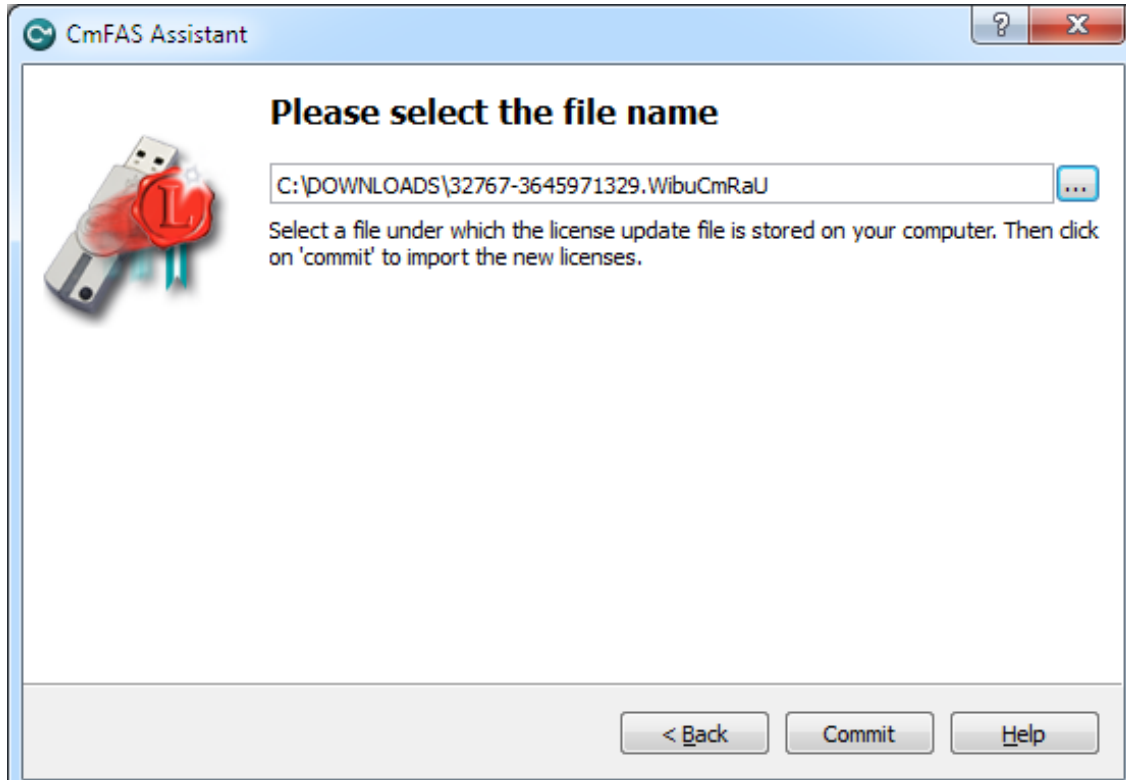 CmFAS Assistant
Please select the file name
C:\DOWNLOADS\32767-3645971329.WibuCmRaU
...
Select a file under which the license update file is stored on your computer. Then click
on 'commit' to import the new licenses.
L
< Back
Commit
Help